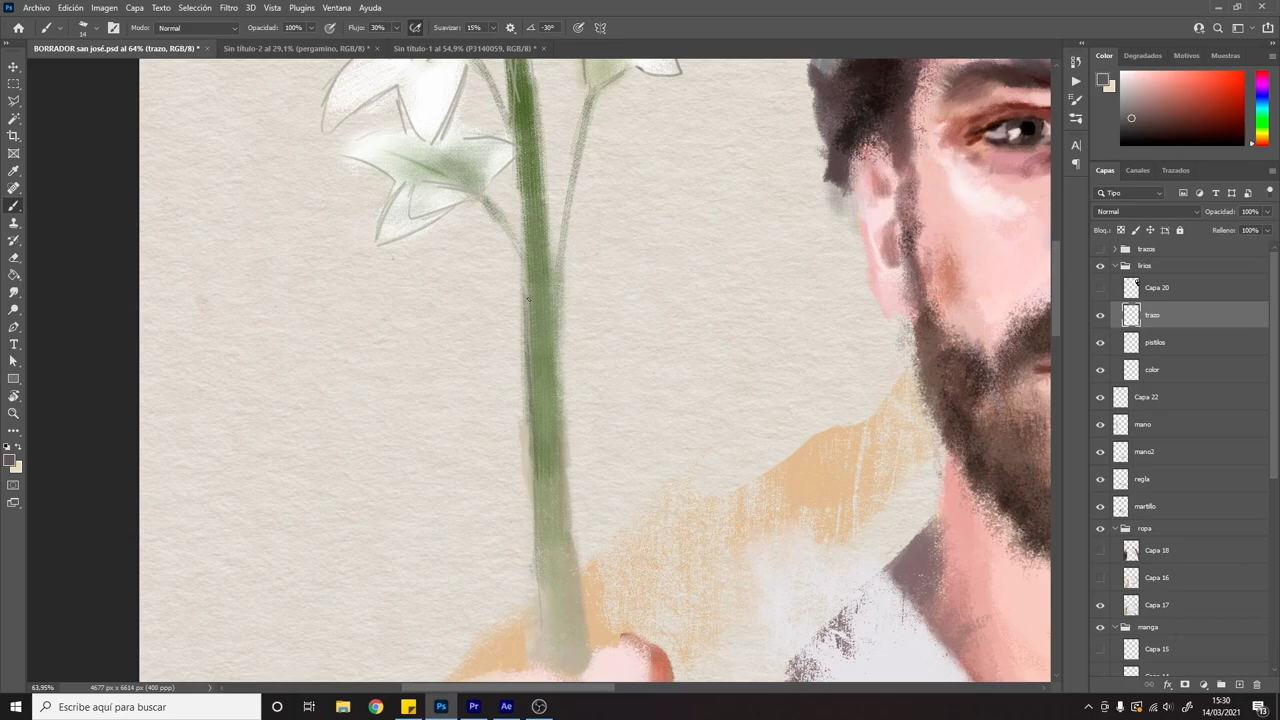 Archivo Edición Imagen Capa Texto Selección Filtro 3D Vista Plugins Ventana Ayuda
14 Modo: Normal Opacidad: 100% Flujo: 30% Suavizar: 15% -30°
BORRADOR san josé.psd al 64% (trazo, RGB/8) * × Sin título-2 al 29,1% (pergamino, RGB/8) * × Sin título-1 al 54,9% (P3140059, RGB/8) * ×
Color Degradados Motivos Muestras
Capas Canales Trazados
Tipo
Normal Opacidad: 100%
Bloq.: Relleno: 100%
trazos
lirios
Capa 20
trazo
pistilos
color
Capa 22
mano
mano2
regla
martillo
ropa
Capa 18
Capa 16
Capa 17
manga
Capa 15
63,95% 4677 px x 6614 px (400 ppp)
Escribe aquí para buscar
15:30
14/03/2021